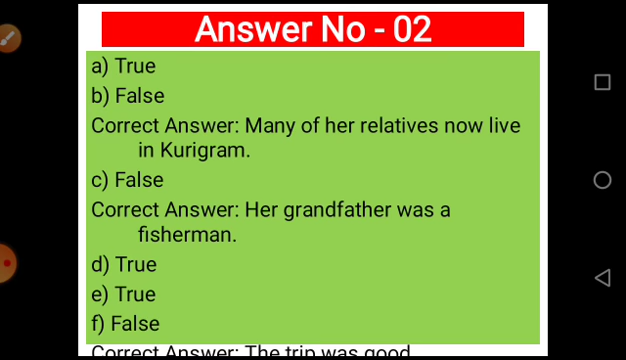 Answer No - 02
a) True
b) False
Correct Answer: Many of her relatives now live
in Kurigram.
c) False
Correct Answer: Her grandfather was a
fisherman.
d) True
e) True
f) False
Correct Answer: The trip was good